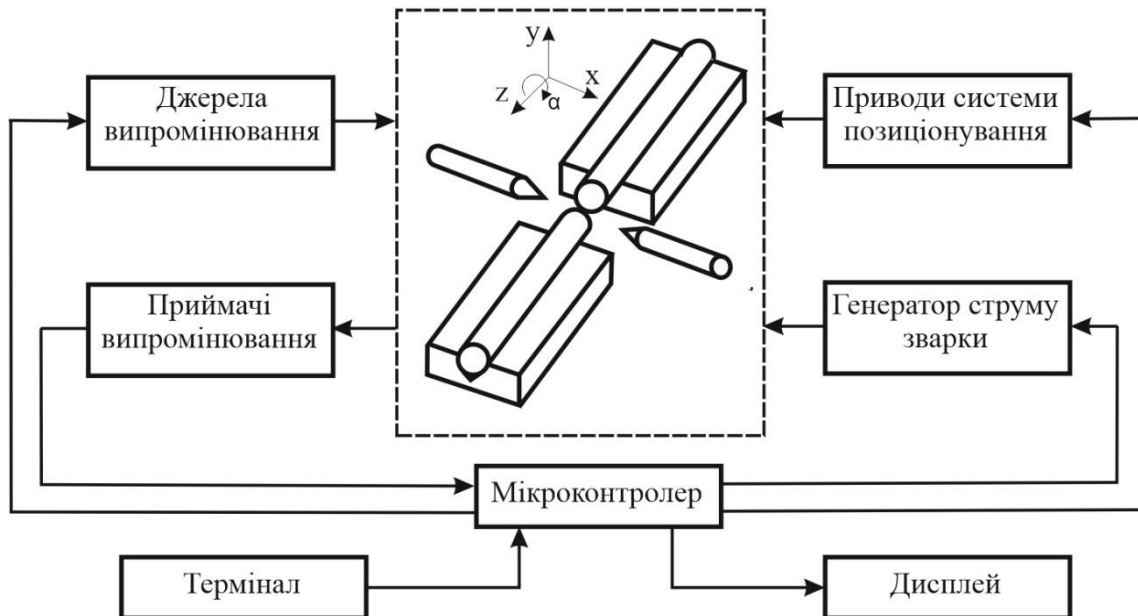 y
x
z
α
Джерела
випромінювання
Приводи системи
позиціонування
Приймачі
випромінювання
Генератор струму
зварки
Мікроконтролер
Термінал
Дисплей